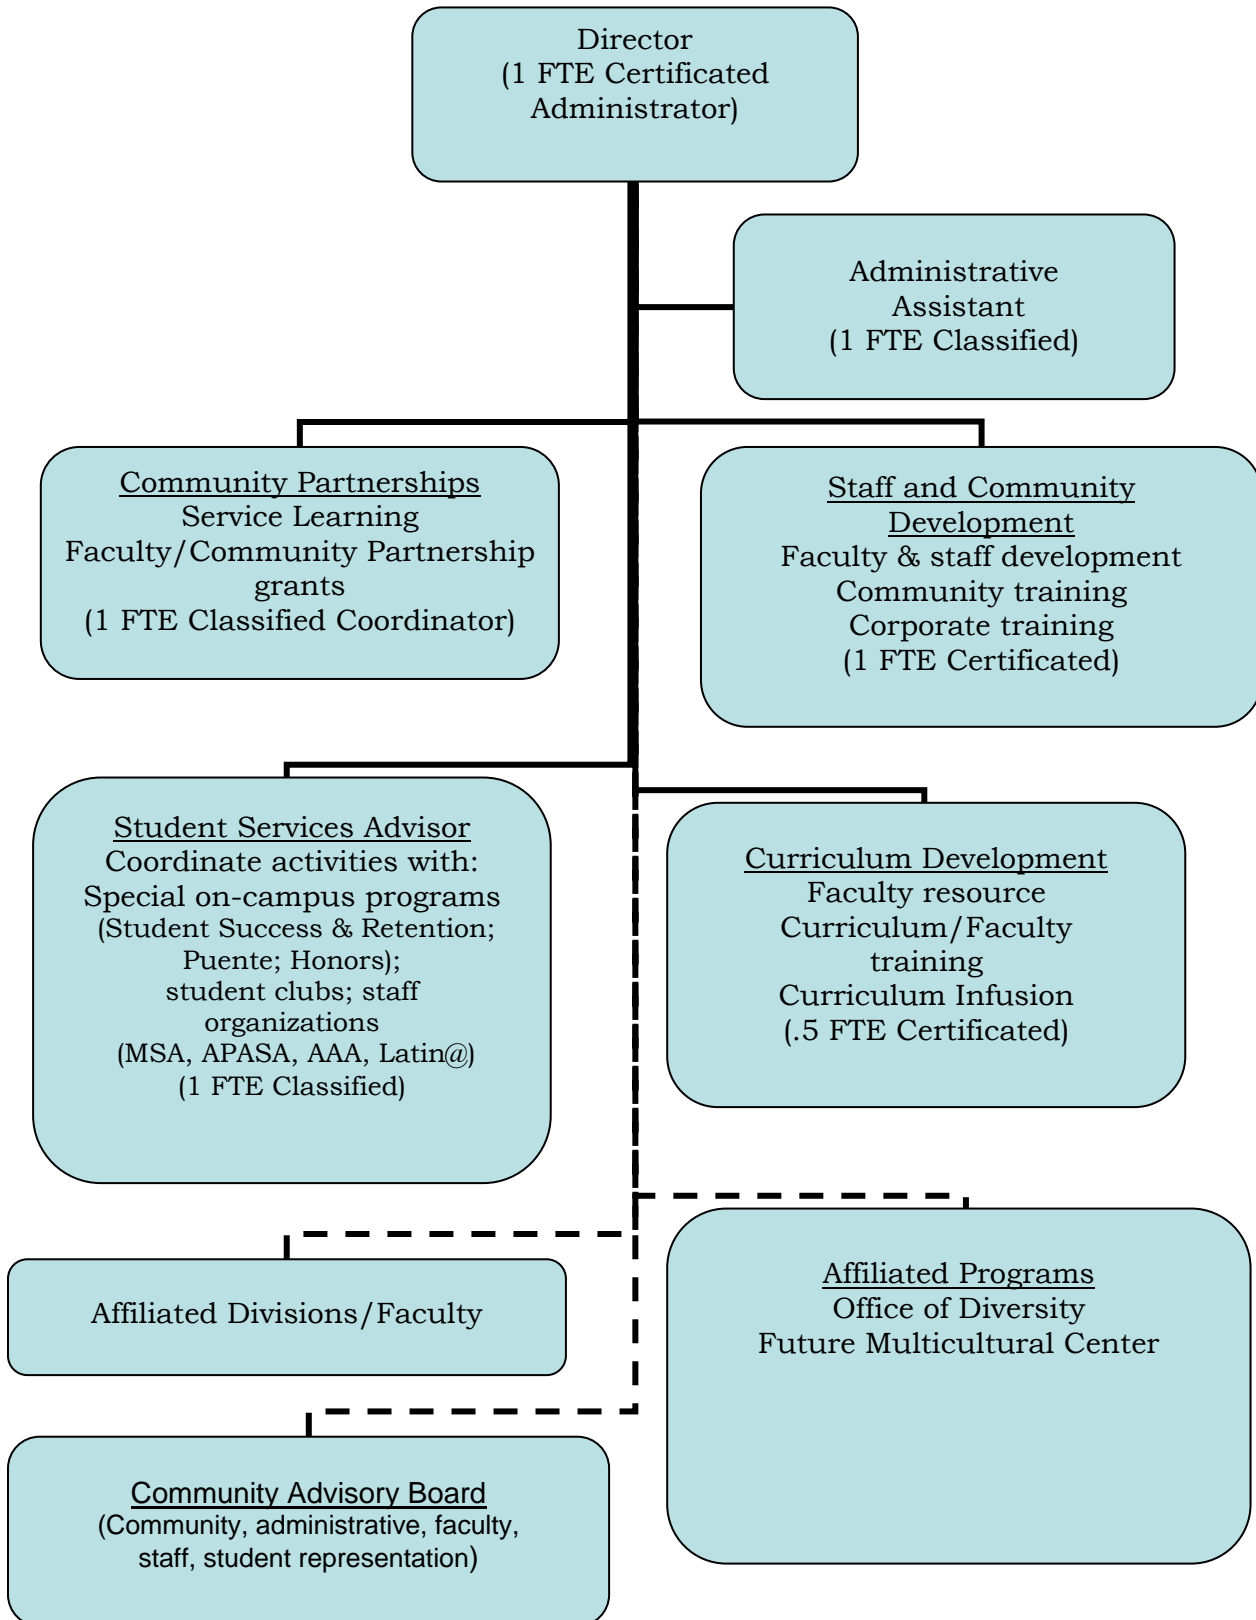 Director
(1 FTE Certificated
Administrator)
Administrative
Assistant
(1 FTE Classified)
Community Partnerships
Service Learning
Faculty/Community Partnership
grants
(1 FTE Classified Coordinator)
Staff and Community
Development
Faculty & staff development
Community training
Corporate training
(1 FTE Certificated)
Student Services Advisor
Coordinate activities with:
Special on-campus programs
(Student Success & Retention;
Puente; Honors);
student clubs; staff
organizations
(MSA, APASA, AAA, Latin@)
(1 FTE Classified)
Curriculum Development
Faculty resource
Curriculum/Faculty
training
Curriculum Infusion
(.5 FTE Certificated)
Affiliated Divisions/Faculty
Affiliated Programs
Office of Diversity
Future Multicultural Center
Community Advisory Board
(Community, administrative, faculty,
staff, student representation)